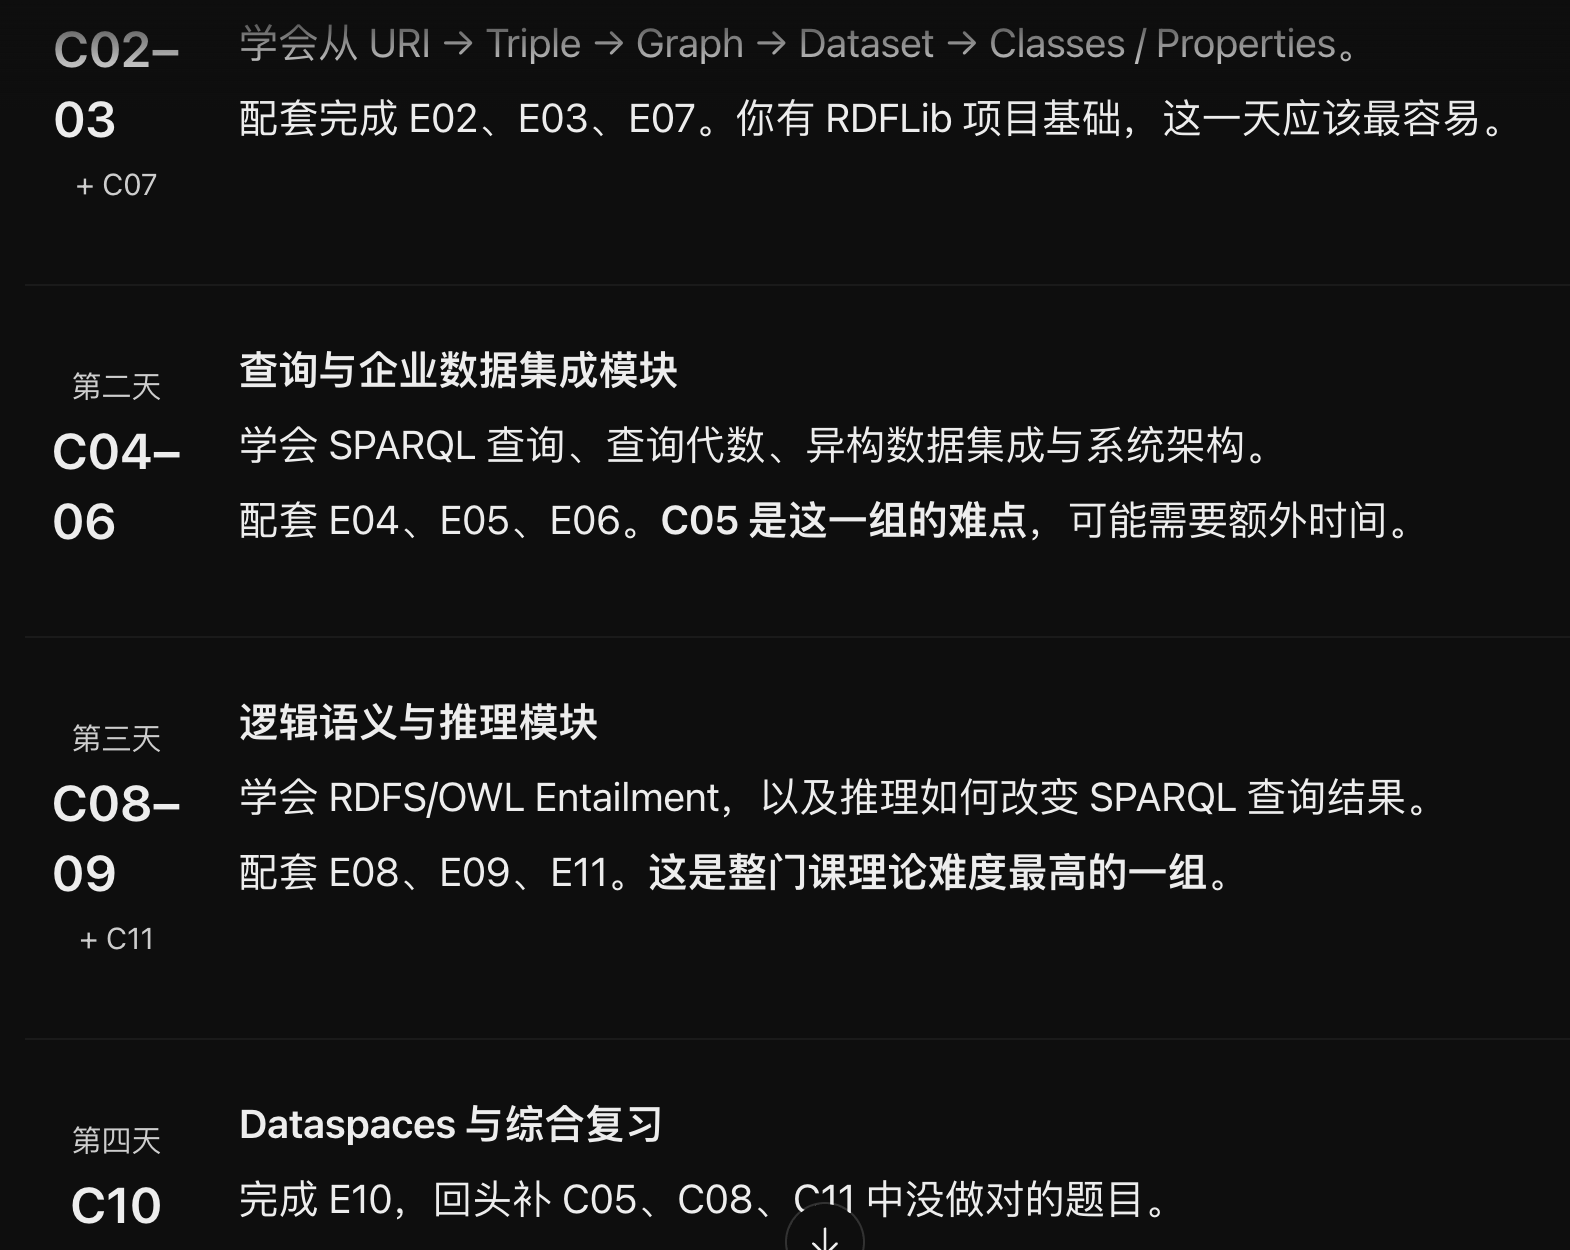 C02–
03
+ C07
学会从 URI → Triple → Graph → Dataset → Classes / Properties。
配套完成 E02、E03、E07。你有 RDFLib 项目基础，这一天应该最容易。
第二天
C04–
06
查询与企业数据集成模块
学会 SPARQL 查询、查询代数、异构数据集成与系统架构。
配套 E04、E05、E06。C05 是这一组的难点，可能需要额外时间。
第三天
C08–
09
+ C11
逻辑语义与推理模块
学会 RDFS/OWL Entailment，以及推理如何改变 SPARQL 查询结果。
配套 E08、E09、E11。这是整门课理论难度最高的一组。
第四天
C10
Dataspaces 与综合复习
完成 E10，回头补 C05、C08、C11 中没做对的题目。